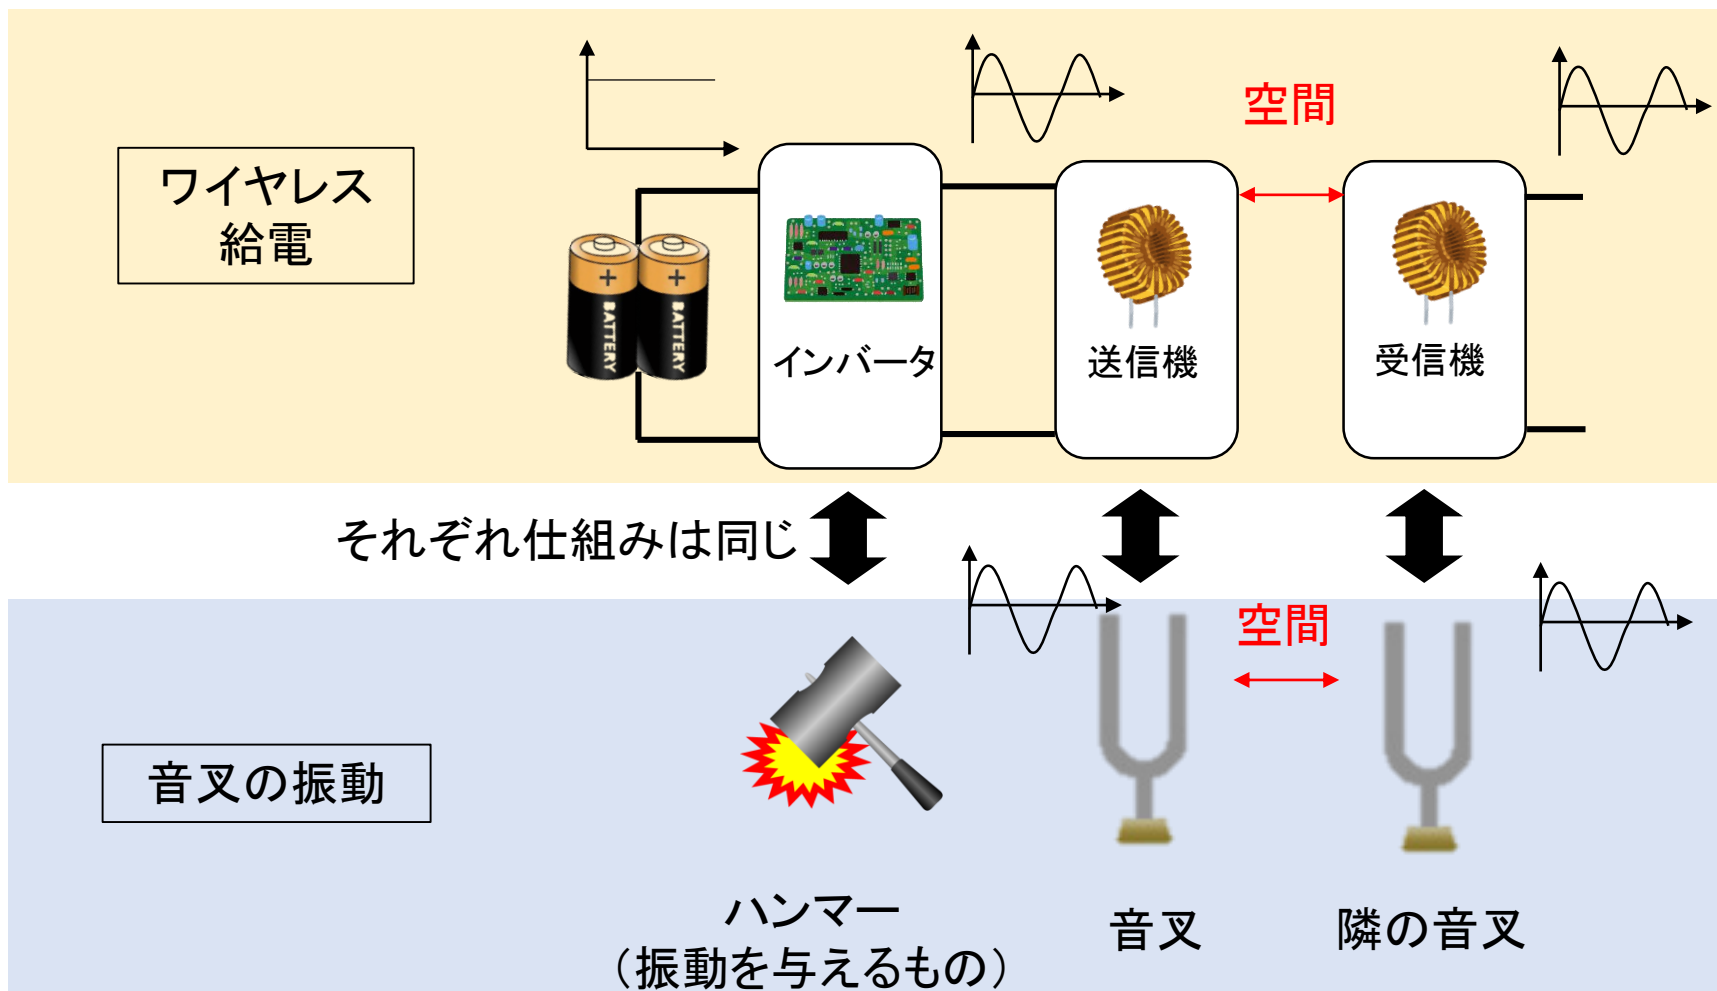 空間
ワイヤレス
給電
BATTERY
BATTERY
インバータ
送信機
受信機
それぞれ仕組みは同じ
空間
音叉の振動
ハンマー
（振動を与えるもの）
音叉
隣の音叉